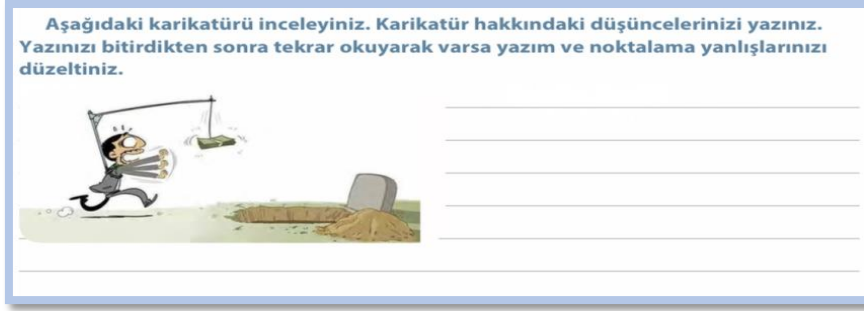 Aşağıdaki karikatürü inceleyiniz. Karikatür hakkındaki düşüncelerinizi yazınız.
Yazınızı bitirdikten sonra tekrar okuyarak varsa yazım ve noktalama yanlışlarınızı
düzeltiniz.